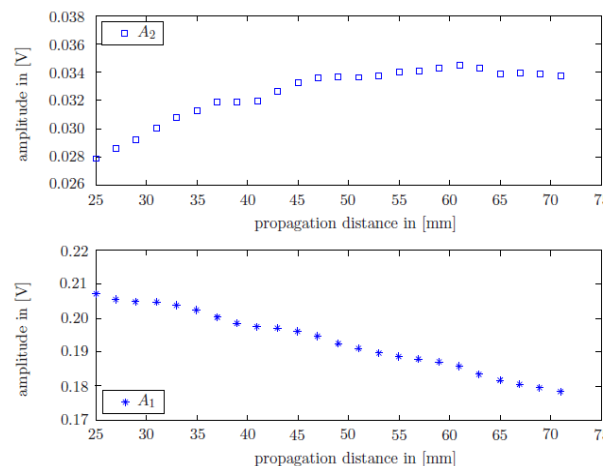 0.038
0.036
0.034
0.032
0.030
0.028
0.026
amplitude in [V]
A2
25 30 35 40 45 50 55 60 65 70 75
propagation distance in [mm]
0.22
0.21
0.20
0.19
0.18
0.17
amplitude in [V]
A1
25 30 35 40 45 50 55 60 65 70 75
propagation distance in [mm]